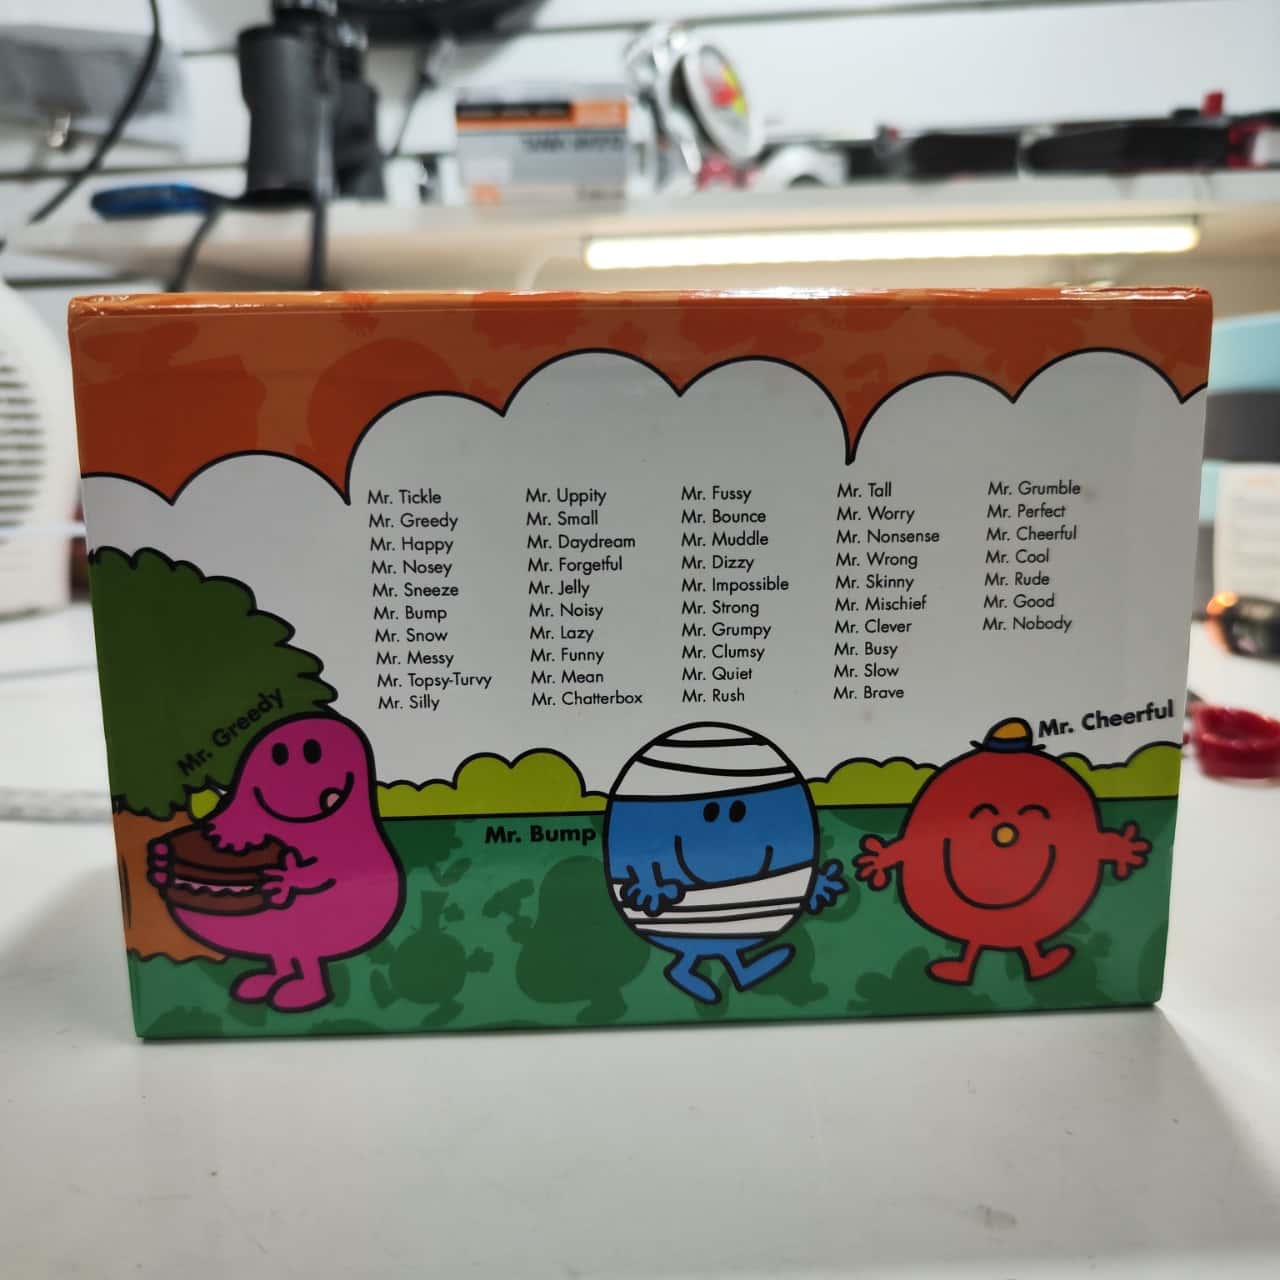 Mr. Tickle
Mr. Greedy
Mr. Happy
Mr. Nosey
Mr. Sneeze
Mr. Bump
Mr. Snow
Mr. Messy
Mr. Topsy-Turvy
Mr. Silly
Mr. Uppity
Mr. Small
Mr. Daydream
Mr. Forgetful
Mr. Jelly
Mr. Noisy
Mr. Lazy
Mr. Funny
Mr. Mean
Mr. Chatterbox
Mr. Fussy
Mr. Bounce
Mr. Muddle
Mr. Dizzy
Mr. Impossible
Mr. Strong
Mr. Grumpy
Mr. Clumsy
Mr. Quiet
Mr. Rush
Mr. Tall
Mr. Worry
Mr. Nonsense
Mr. Wrong
Mr. Skinny
Mr. Mischief
Mr. Clever
Mr. Busy
Mr. Slow
Mr. Brave
Mr. Grumble
Mr. Perfect
Mr. Cheerful
Mr. Cool
Mr. Rude
Mr. Good
Mr. Nobody
Mr. Greedy
Mr. Bump
Mr. Cheerful